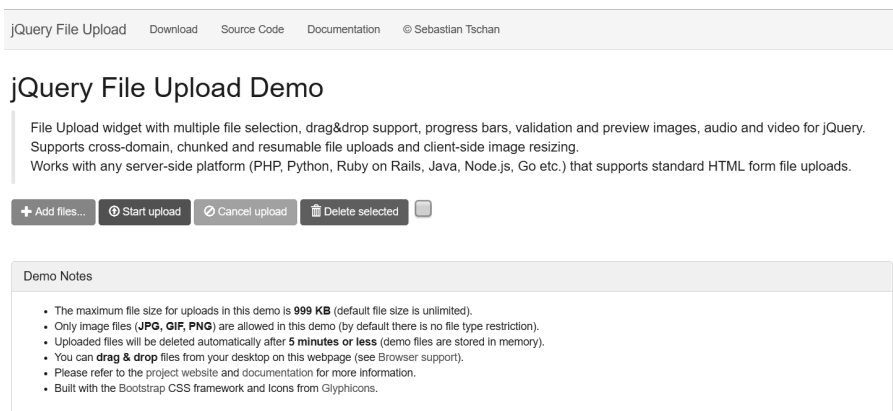 jQuery File Upload Download Source Code Documentation © Sebastian Tschan
jQuery File Upload Demo
File Upload widget with multiple file selection, drag&drop support, progress bars, validation and preview images, audio and video for jQuery.
Supports cross-domain, chunked and resumable file uploads and client-side image resizing.
Works with any server-side platform (PHP, Python, Ruby on Rails, Java, Node.js, Go etc.) that supports standard HTML form file uploads.
Add files... Start upload Cancel upload Delete selected
Demo Notes
• The maximum file size for uploads in this demo is 999 KB (default file size is unlimited).
• Only image files (JPG, GIF, PNG) are allowed in this demo (by default there is no file type restriction).
• Uploaded files will be deleted automatically after 5 minutes or less (demo files are stored in memory).
• You can drag & drop files from your desktop on this webpage (see Browser support).
• Please refer to the project website and documentation for more information.
• Built with the Bootstrap CSS framework and Icons from Glyphicons.